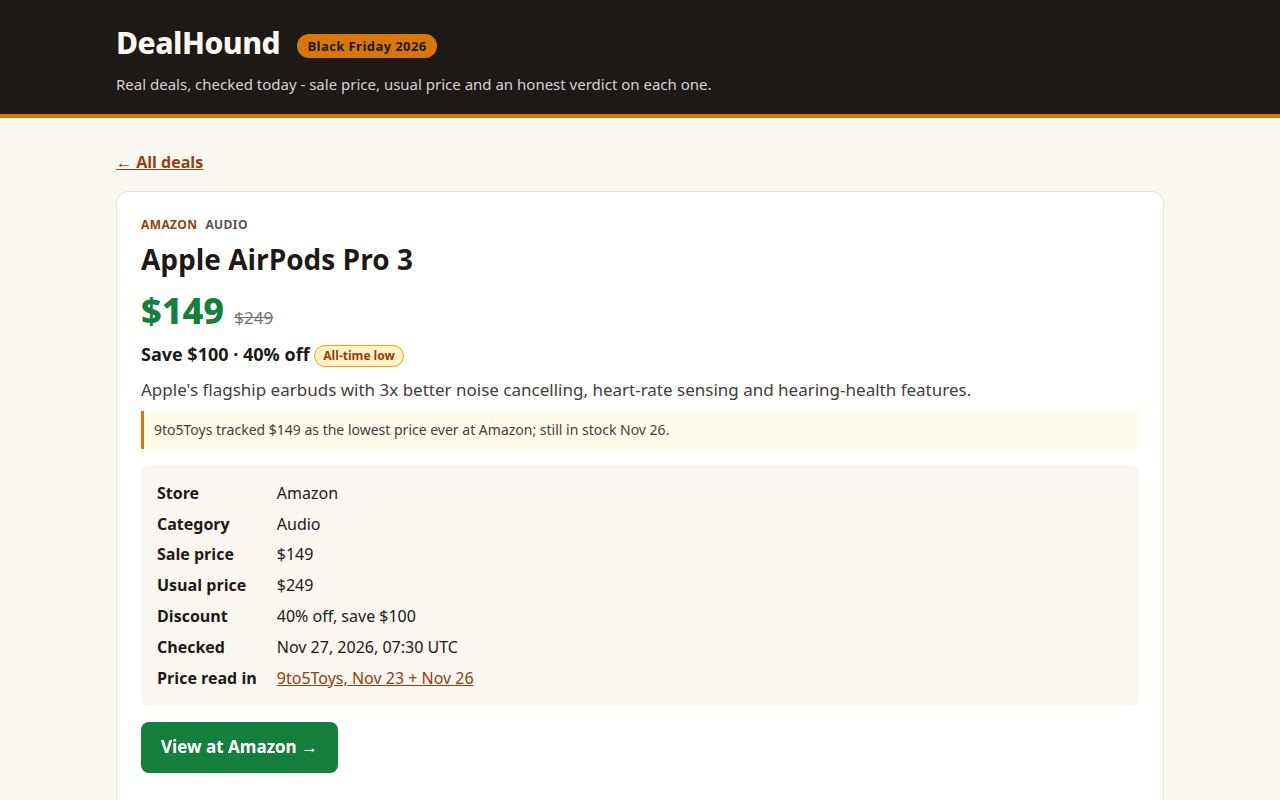 DealHound Black Friday 2026
Real deals, checked today - sale price, usual price and an honest verdict on each one.
← All deals
AMAZON AUDIO
Apple AirPods Pro 3
$149 $249
Save $100 · 40% off All-time low
Apple's flagship earbuds with 3x better noise cancelling, heart-rate sensing and hearing-health features.
9to5Toys tracked $149 as the lowest price ever at Amazon; still in stock Nov 26.
Store Amazon
Category Audio
Sale price $149
Usual price $249
Discount 40% off, save $100
Checked Nov 27, 2026, 07:30 UTC
Price read in 9to5Toys, Nov 23 + Nov 26
View at Amazon →